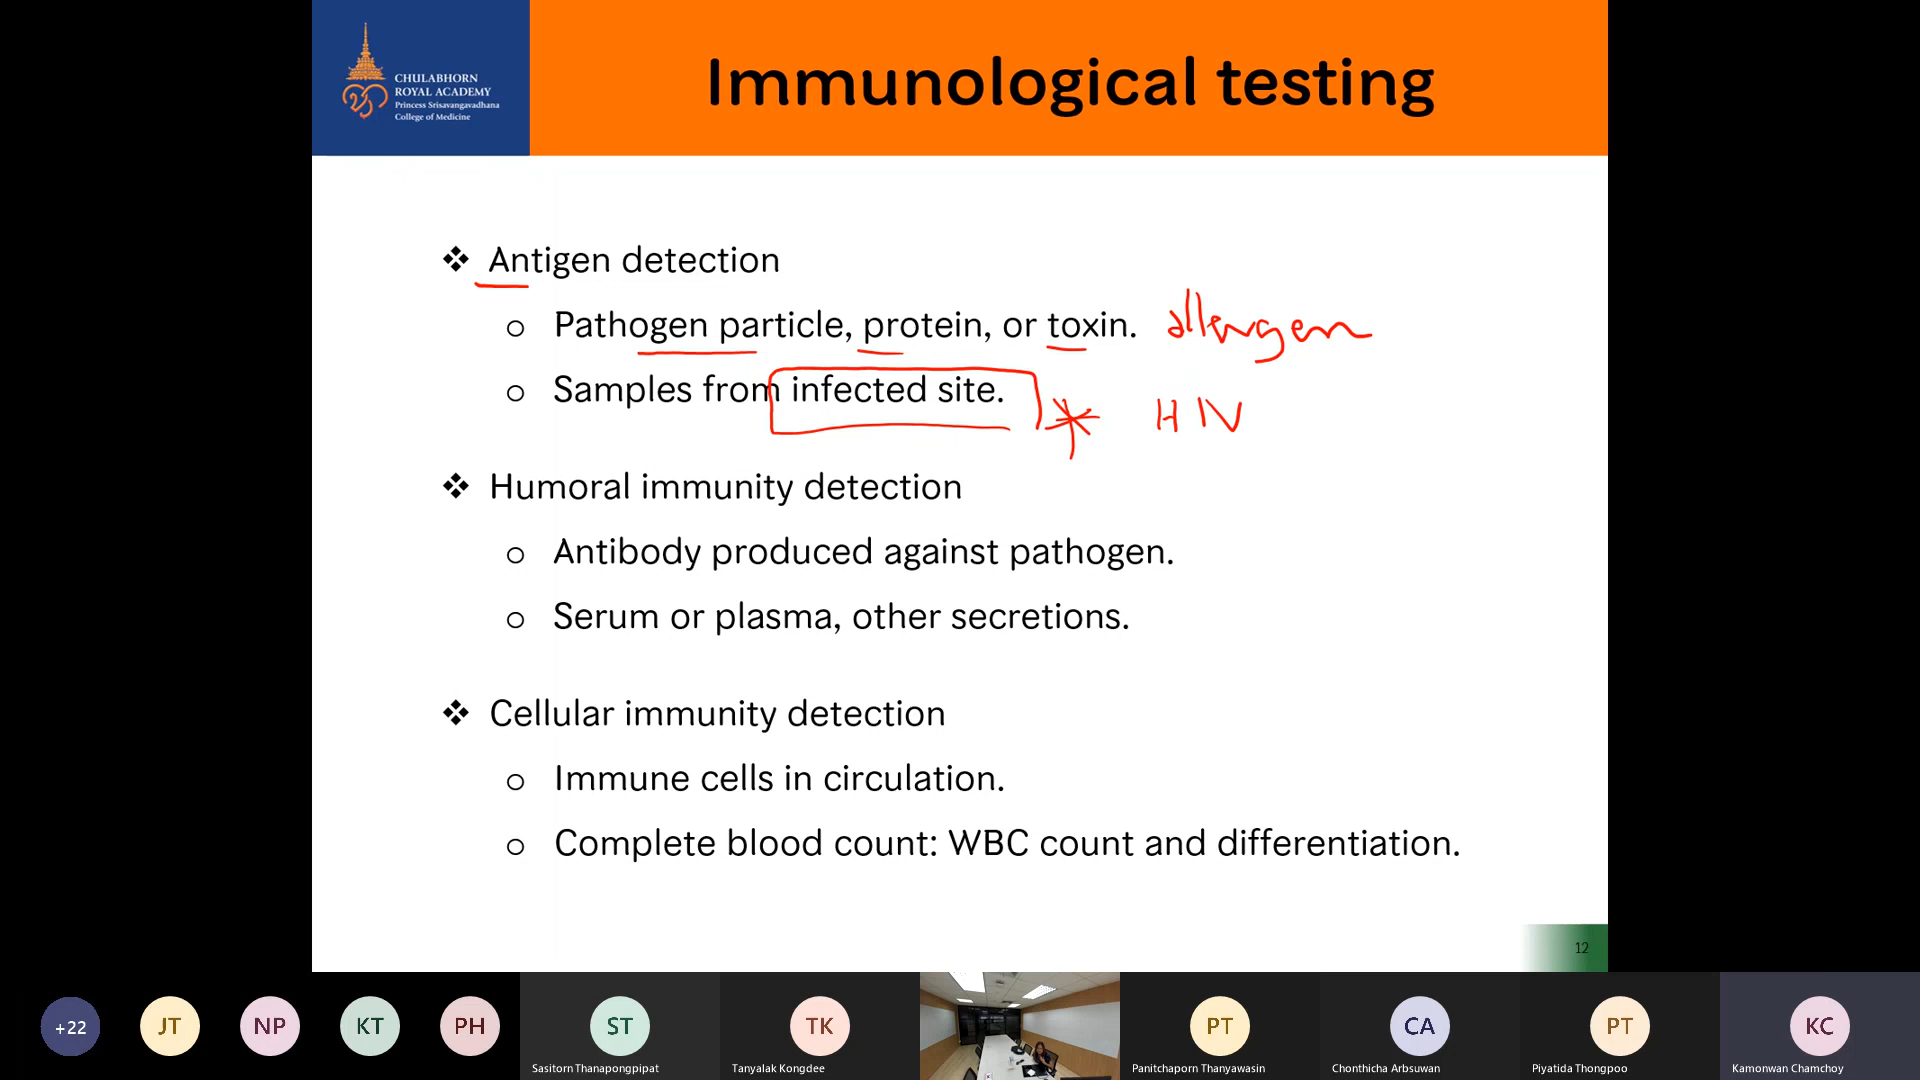 CHULABHORN
ROYAL ACADEMY
Princess Srisavangavadhana
College of Medicine
Immunological testing
Antigen detection
Pathogen particle, protein, or toxin. allergen
Samples from infected site.
HIV
Humoral immunity detection
Antibody produced against pathogen.
Serum or plasma, other secretions.
Cellular immunity detection
Immune cells in circulation.
Complete blood count: WBC count and differentiation.
12
+22 JT NP KT PH ST TK PT CA PT KC
Sasitorn Thanapongpipat Tanyalak Kongdee Panitchaporn Thanyawasin Chonthicha Arbsuwan Piyatida Thongpoo Kamonwan Chamchoy